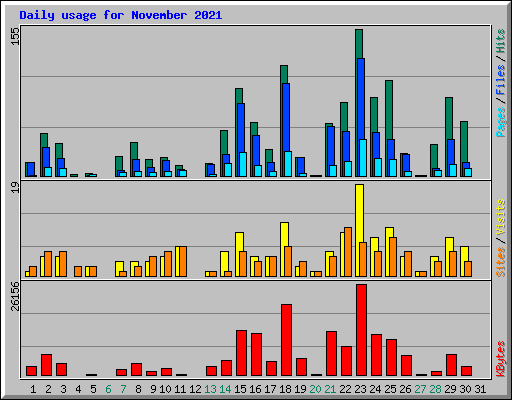 Daily usage for November 2021
155
Pages / Files / Hits
19
Sites / Visits
26156
KBytes
1 2 3 4 5 6 7 8 9 10 11 12 13 14 15 16 17 18 19 20 21 22 23 24 25 26 27 28 29 30 31